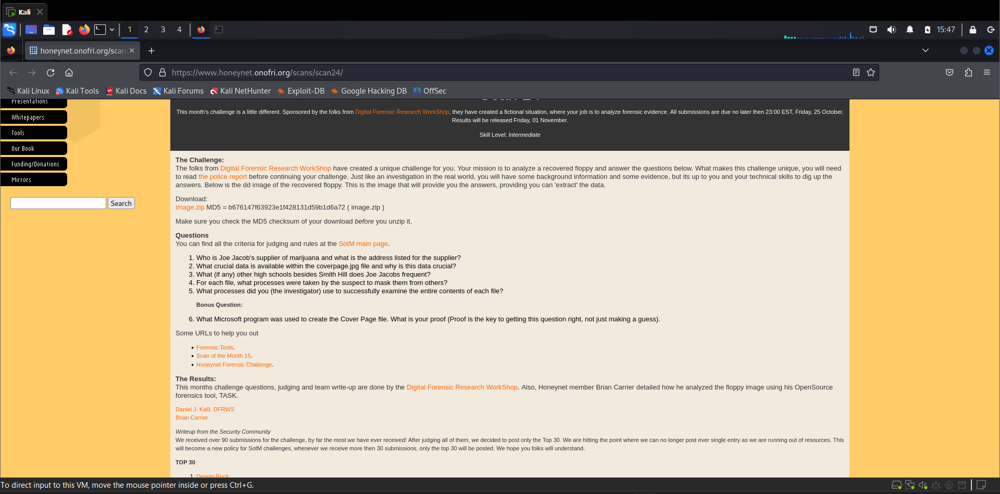 Kali
1 2 3 4
15:47
honeynet.onofri.org/scan
https://www.honeynet.onofri.org/scans/scan24/
Kali Linux Kali Tools Kali Docs Kali Forums Kali NetHunter Exploit-DB Google Hacking DB OffSec
Presentations
Whitepapers
Tools
Our Book
Funding/Donations
Mirrors
Search
This month's challenge is a little different. Sponsored by the folks from Digital Forensic Research WorkShop, they have created a fictional situation, where your job is to analyze forensic evidence. All submissions are due no later then 23:00 EST, Friday, 25 October.
Results will be released Friday, 01 November.
Skill Level: Intermediate
The Challenge:
The folks from Digital Forensic Research WorkShop have created a unique challenge for you. Your mission is to analyze a recovered floppy and answer the questions below. What makes this challenge unique, you will need
to read the police report before continuing your challenge. Just like an investigation in the real world, you will have some background information and some evidence, but its up to you and your technical skills to dig up the
answers. Below is the dd image of the recovered floppy. This is the image that will provide you the answers, providing you can 'extract' the data.
Download:
image.zip MD5 = b676147f63923e1f428131d59b1d6a72 ( image.zip )
Make sure you check the MD5 checksum of your download before you unzip it.
Questions
You can find all the criteria for judging and rules at the SotM main page.
1. Who is Joe Jacob's supplier of marijuana and what is the address listed for the supplier?
2. What crucial data is available within the coverpage.jpg file and why is this data crucial?
3. What (if any) other high schools besides Smith Hill does Joe Jacobs frequent?
4. For each file, what processes were taken by the suspect to mask them from others?
5. What processes did you (the investigator) use to successfully examine the entire contents of each file?
Bonus Question:
6. What Microsoft program was used to create the Cover Page file. What is your proof (Proof is the key to getting this question right, not just making a guess).
Some URLs to help you out
• Forensic Tools.
• Scan of the Month 15.
• Honeynet Forensic Challenge.
The Results:
This months challenge questions, judging and team write-up are done by the Digital Forensic Research WorkShop. Also, Honeynet member Brian Carrier detailed how he analyzed the floppy image using his OpenSource
forensics tool, TASK.
Daniel J. Kalil, DFRWS
Brian Carrier
Writeup from the Security Community
We received over 90 submissions for the challenge, by far the most we have ever received! After judging all of them, we decided to post only the Top 30. We are hitting the point where we can no longer post ever single entry as we are running out of resources. This
will become a new policy for SotM challenges, whenever we receive more then 30 submissions, only the top 30 will be posted. We hope you folks will understand.
TOP 30
1. Dennis Ruck
To direct input to this VM, move the mouse pointer inside or press Ctrl+G.